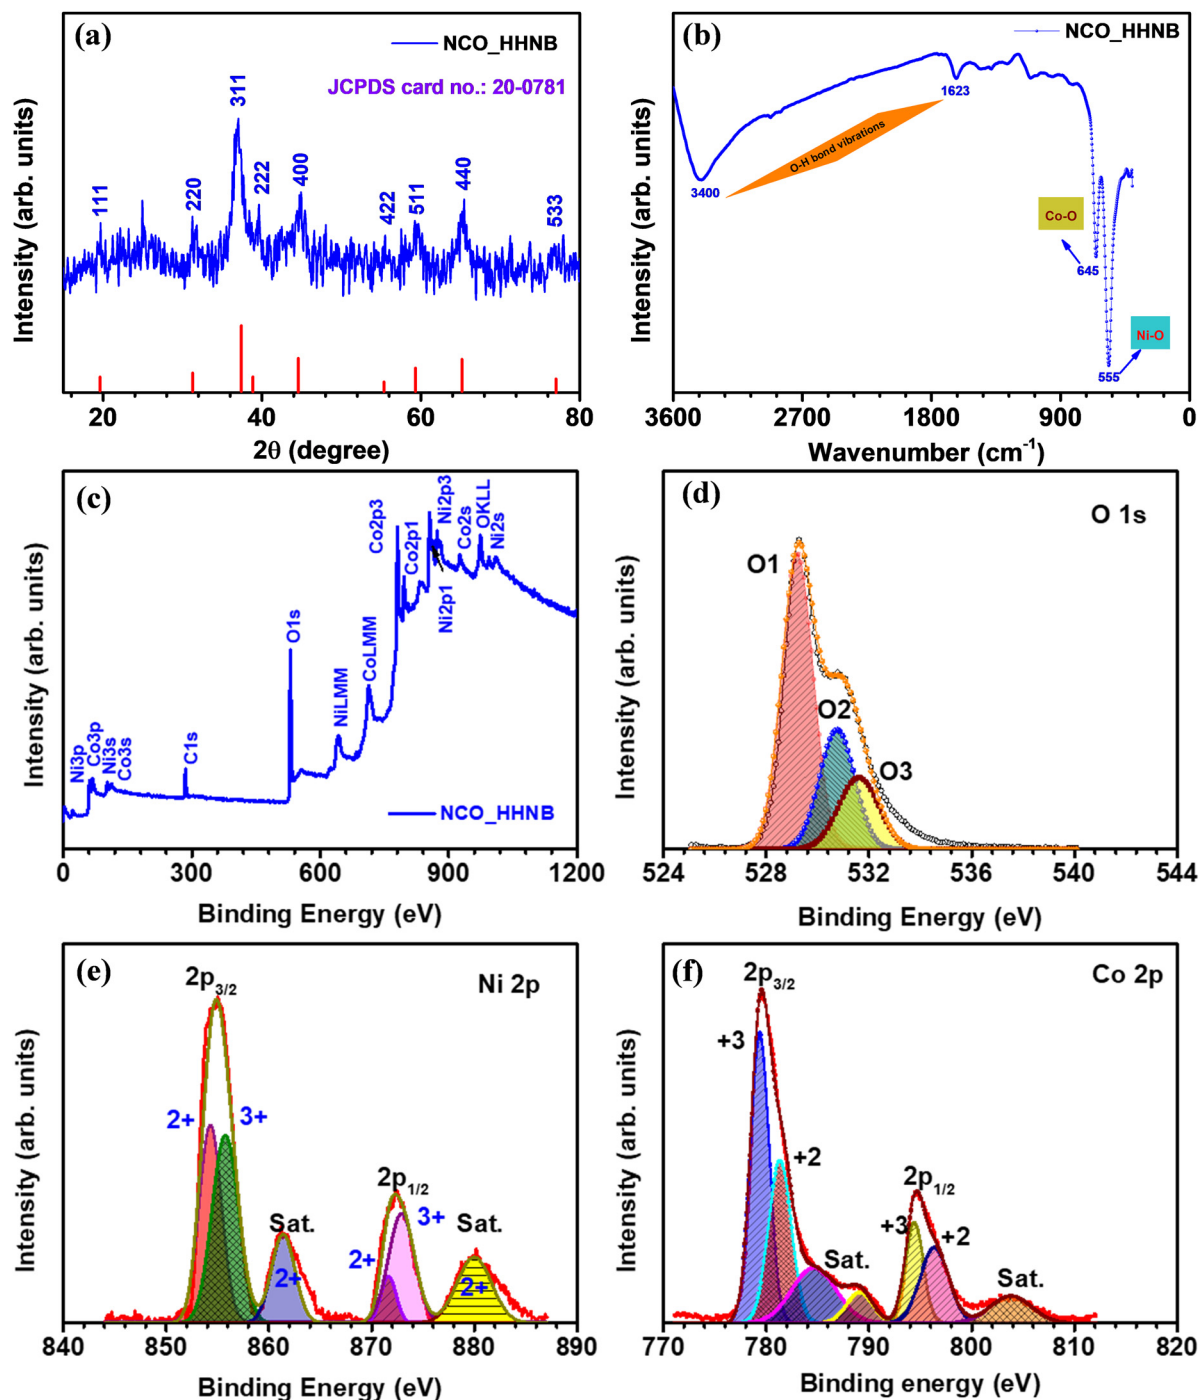 (a)
NCO_HHNB
JCPDS card no.: 20-0781
111
220
311
222
400
422
511
440
533
Intensity (arb. units)
20 40 60 80
2θ (degree)
(b)
NCO_HHNB
3400
O-H bond vibrations
1623
Co-O
645
Ni-O
555
Intensity (arb. units)
3600 2700 1800 900 0
Wavenumber (cm⁻¹)
(c)
Ni3p
Co3p
Ni3s
Co3s
C1s
O1s
NiLMM
CoLMM
Co2p3
Co2p1
Ni2p1
Ni2p3
Co2s
OKLL
Ni2s
NCO_HHNB
Intensity (arb. units)
0 300 600 900 1200
Binding Energy (eV)
(d)
O 1s
O1
O2
O3
Intensity (arb. units)
524 528 532 536 540 544
Binding Energy (eV)
(e)
Ni 2p
2p3/2
2+
3+
Sat.
2+
2p1/2
2+
3+
Sat.
2+
Intensity (arb. units)
840 850 860 870 880 890
Binding Energy (eV)
(f)
Co 2p
2p3/2
+3
+2
Sat.
2p1/2
+3
+2
Sat.
Intensity (arb. units)
770 780 790 800 810 820
Binding energy (eV)